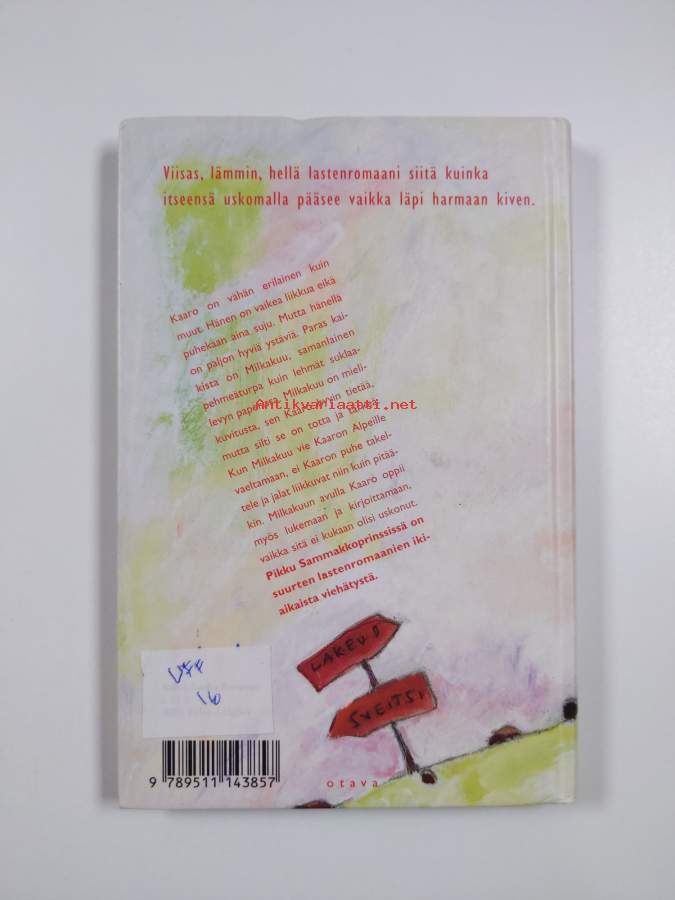 Viisas, lämmin, hellä lastenromaani siitä kuinka
itseensä uskomalla pääsee vaikka läpi harmaan kiven.
Kaaro on vähän erilainen kuin
muut. Hänen on vaikea liikkua eikä
puhekaan aina suju. Mutta hänellä
on paljon hyviä ystäviä. Paras kai-
kista on Milkakuu, samanlainen
pehmeäturpa kuin lehmät suklaa-
levyn papereissa. Milkakuu on mieli-
kuvitusta, sen Kaaro hyvin tietää,
mutta silti se on totta ja
Kun Milkakuu vie Kaaron Alpeille
vaeltamaan, ei Kaaron puhe takel-
tele ja jalat liikkuvat niin kuin pitää-
kin. Milkakuun avulla Kaaro oppii
myös lukemaan ja kirjoittamaan,
vaikka sitä ei kukaan olisi uskonut.
Pikku Sammakkoprinssissä on
suurten lastenromaanien iki-
aikaista viehätystä.
Antikvariaatti.net
LAKEUS
SVEITSI
16
9 789511 143857
otava